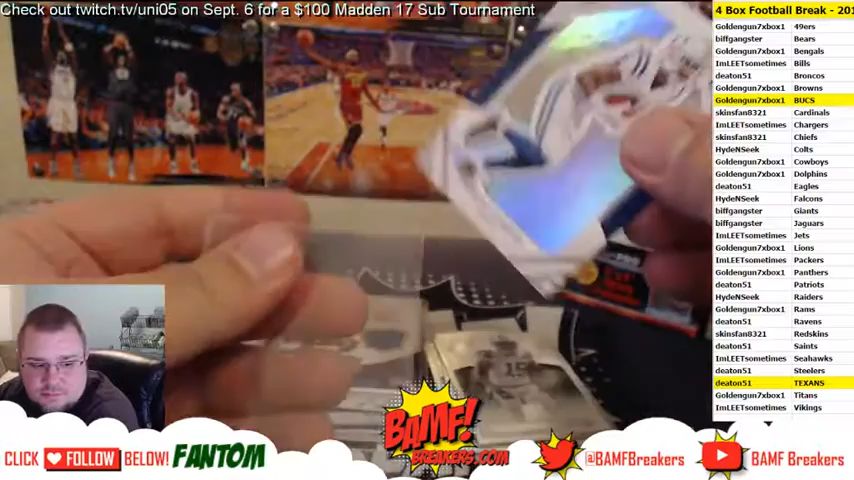 Check out twitch.tv/uni05 on Sept. 6 for a $100 Madden 17 Sub Tournament
4 Box Football Break - 201
Goldengun7xbox1 49ers
biffgangster Bears
Goldengun7xbox1 Bengals
ImLEETsometimes Bills
deaton51 Broncos
Goldengun7xbox1 Browns
Goldengun7xbox1 BUCS
skinsfan8321 Cardinals
ImLEETsometimes Chargers
skinsfan8321 Chiefs
HydeNSeek Colts
Goldengun7xbox1 Cowboys
Goldengun7xbox1 Dolphins
deaton51 Eagles
HydeNSeek Falcons
biffgangster Giants
biffgangster Jaguars
ImLEETsometimes Jets
Goldengun7xbox1 Lions
ImLEETsometimes Packers
Goldengun7xbox1 Panthers
deaton51 Patriots
HydeNSeek Raiders
Goldengun7xbox1 Rams
deaton51 Ravens
skinsfan8321 Redskins
deaton51 Saints
ImLEETsometimes Seahawks
deaton51 Steelers
deaton51 TEXANS
Goldengun7xbox1 Titans
ImLEETsometimes Vikings
15
CLICK FOLLOW BELOW! FANTOM
BAMF!
BREAKERS.COM
@BAMFBreakers
BAMF Breakers